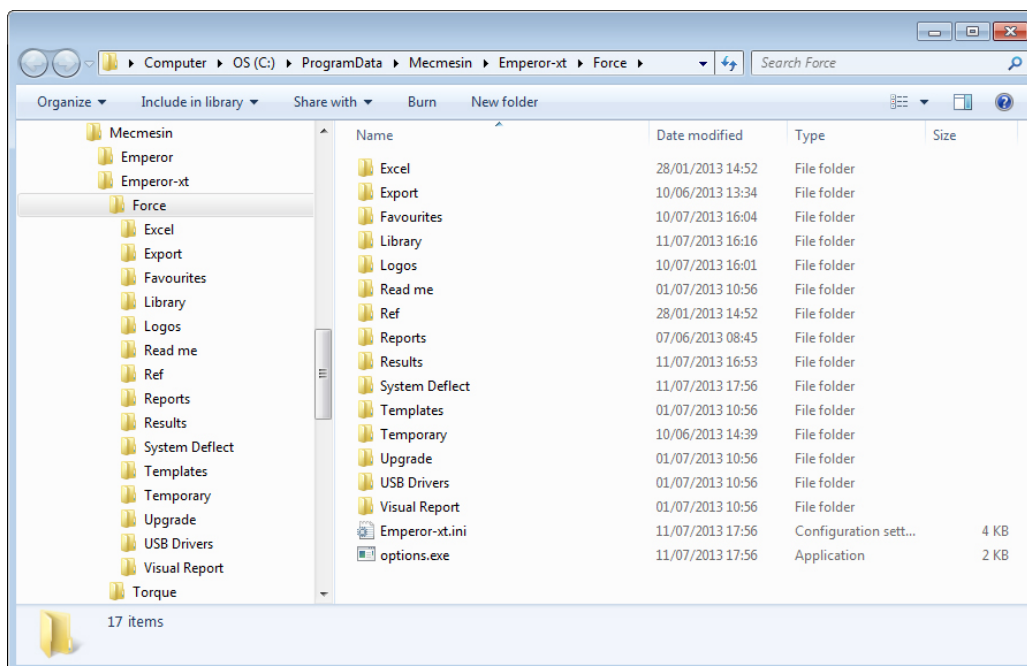 Computer OS (C:) ProgramData Mecmesin Emperor-xt Force Search Force
Organize Include in library Share with Burn New folder
Mecmesin
Emperor
Emperor-xt
Force
Excel
Export
Favourites
Library
Logos
Read me
Ref
Reports
Results
System Deflect
Templates
Temporary
Upgrade
USB Drivers
Visual Report
Torque
Name Date modified Type Size
Excel 28/01/2013 14:52 File folder
Export 10/06/2013 13:34 File folder
Favourites 10/07/2013 16:04 File folder
Library 11/07/2013 16:16 File folder
Logos 10/07/2013 16:01 File folder
Read me 01/07/2013 10:56 File folder
Ref 28/01/2013 14:52 File folder
Reports 07/06/2013 08:45 File folder
Results 11/07/2013 16:53 File folder
System Deflect 11/07/2013 17:56 File folder
Templates 01/07/2013 10:56 File folder
Temporary 10/06/2013 14:39 File folder
Upgrade 01/07/2013 10:56 File folder
USB Drivers 01/07/2013 10:56 File folder
Visual Report 01/07/2013 10:56 File folder
Emperor-xt.ini 11/07/2013 17:56 Configuration sett... 4 KB
options.exe 11/07/2013 17:56 Application 2 KB
17 items